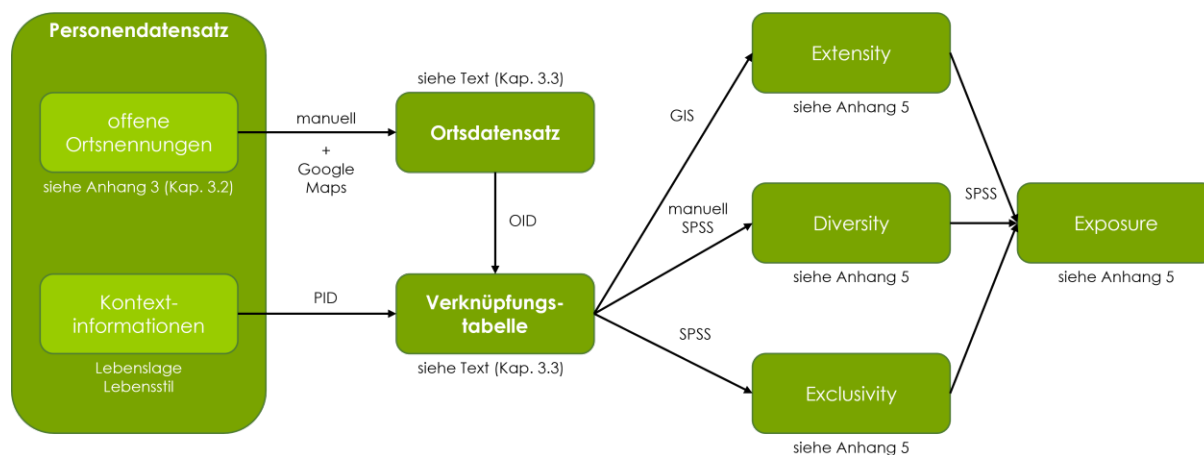 Personendatensatz
offene
Ortsnennungen
siehe Anhang 3 (Kap. 3.2)
Kontext-
informationen
Lebenslage
Lebensstil
manuell
+
Google
Maps
PID
siehe Text (Kap. 3.3)
Ortsdatensatz
OID
Verknüpfungs-
tabelle
siehe Text (Kap. 3.3)
GIS
manuell
SPSS
SPSS
Extensity
siehe Anhang 5
Diversity
siehe Anhang 5
Exclusivity
siehe Anhang 5
SPSS
Exposure
siehe Anhang 5